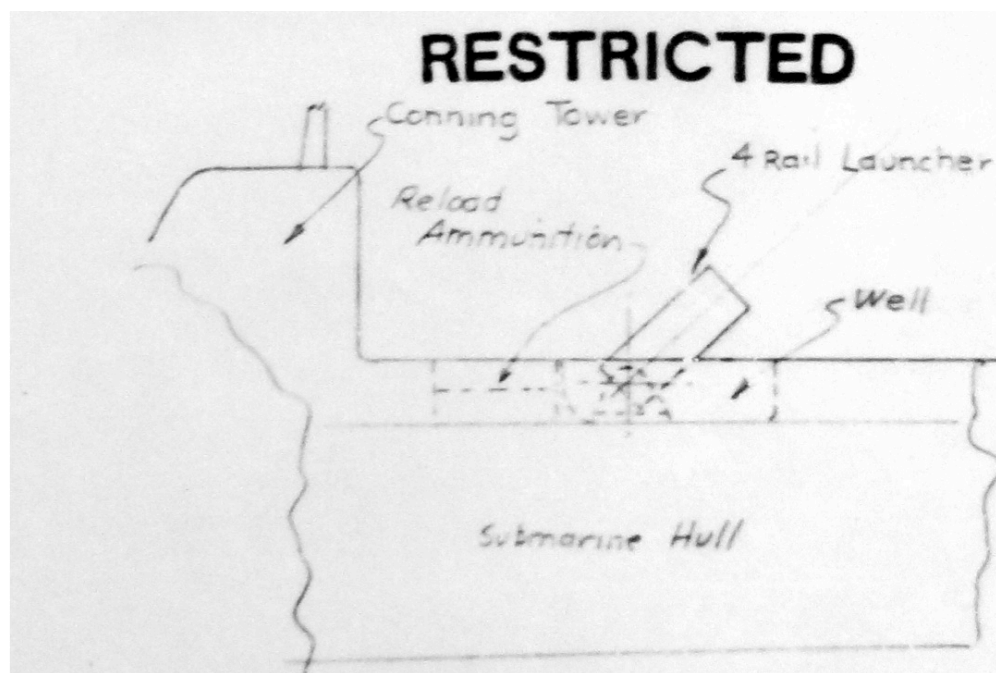 RESTRICTED
Conning Tower
4 Rail Launcher
Reload
Ammunition
Well
Submarine Hull